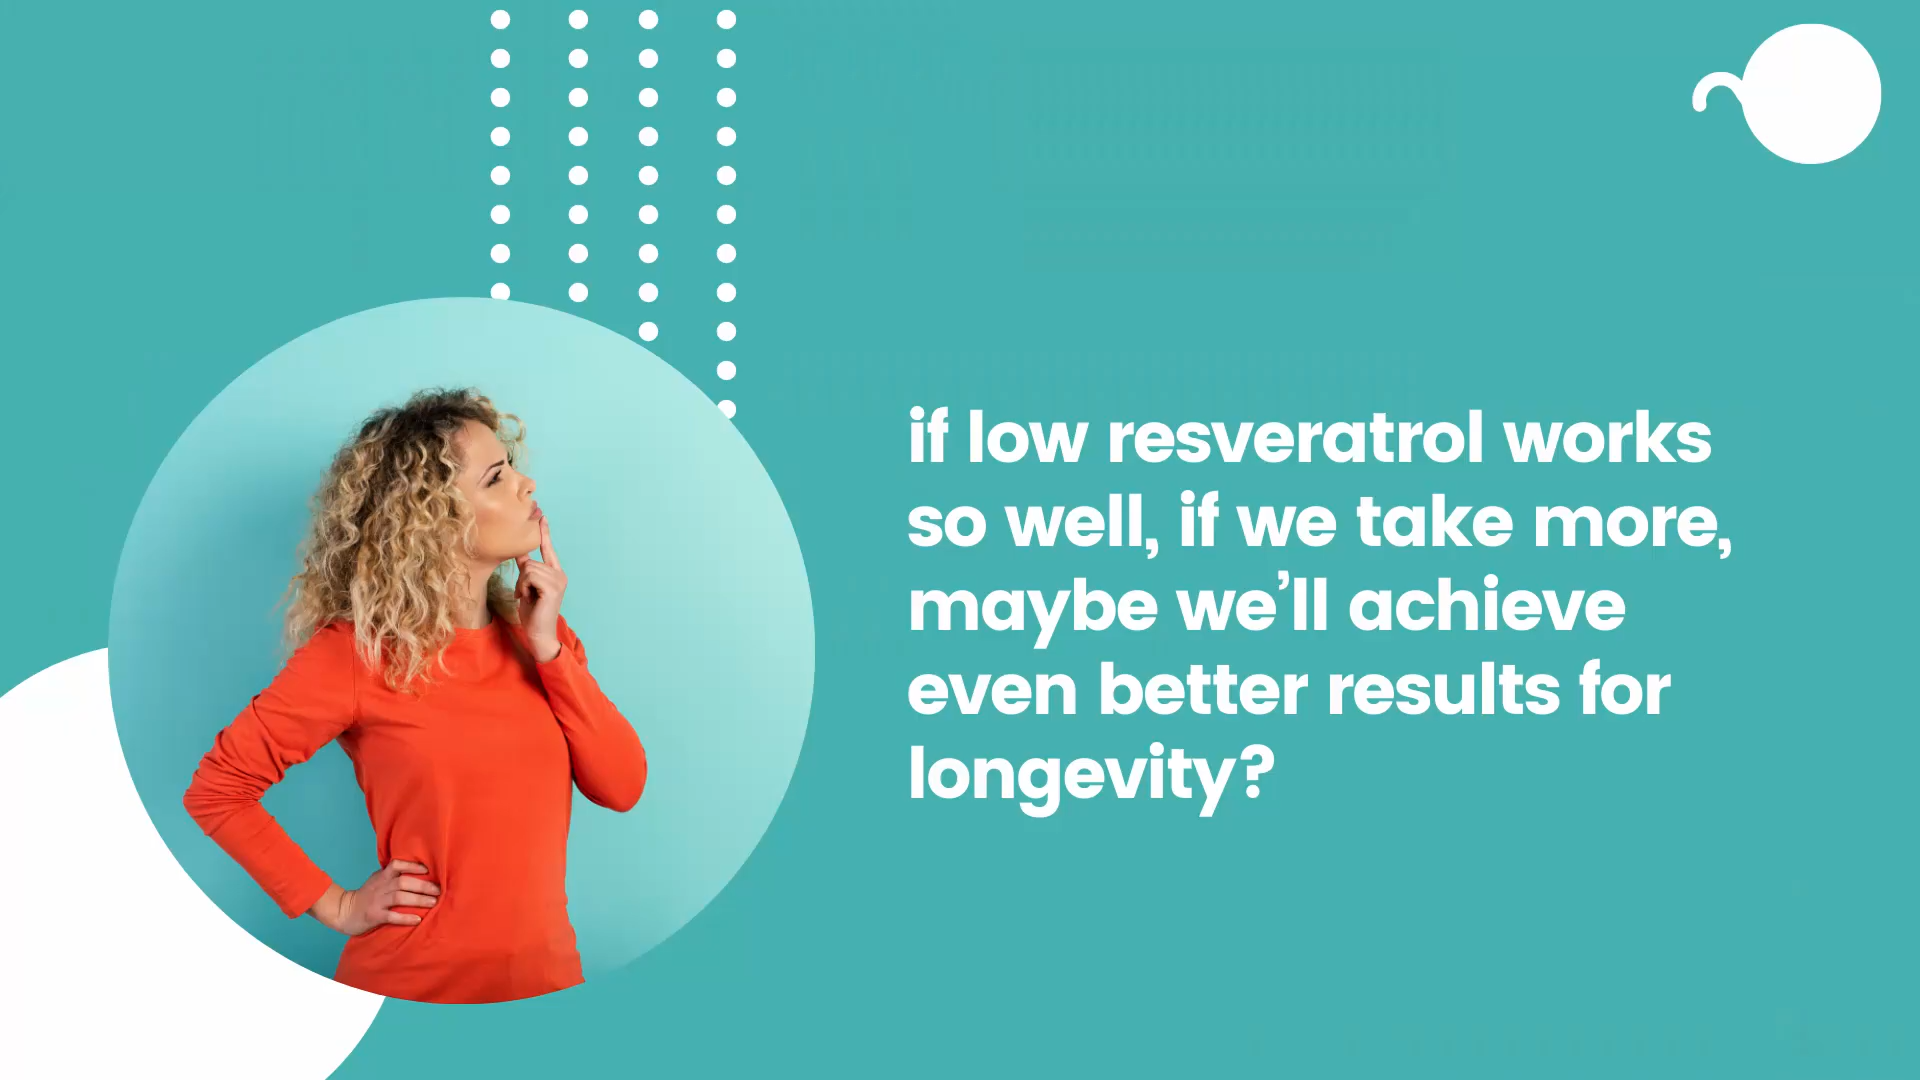 if low resveratrol works
so well, if we take more,
maybe we’ll achieve
even better results for
longevity?